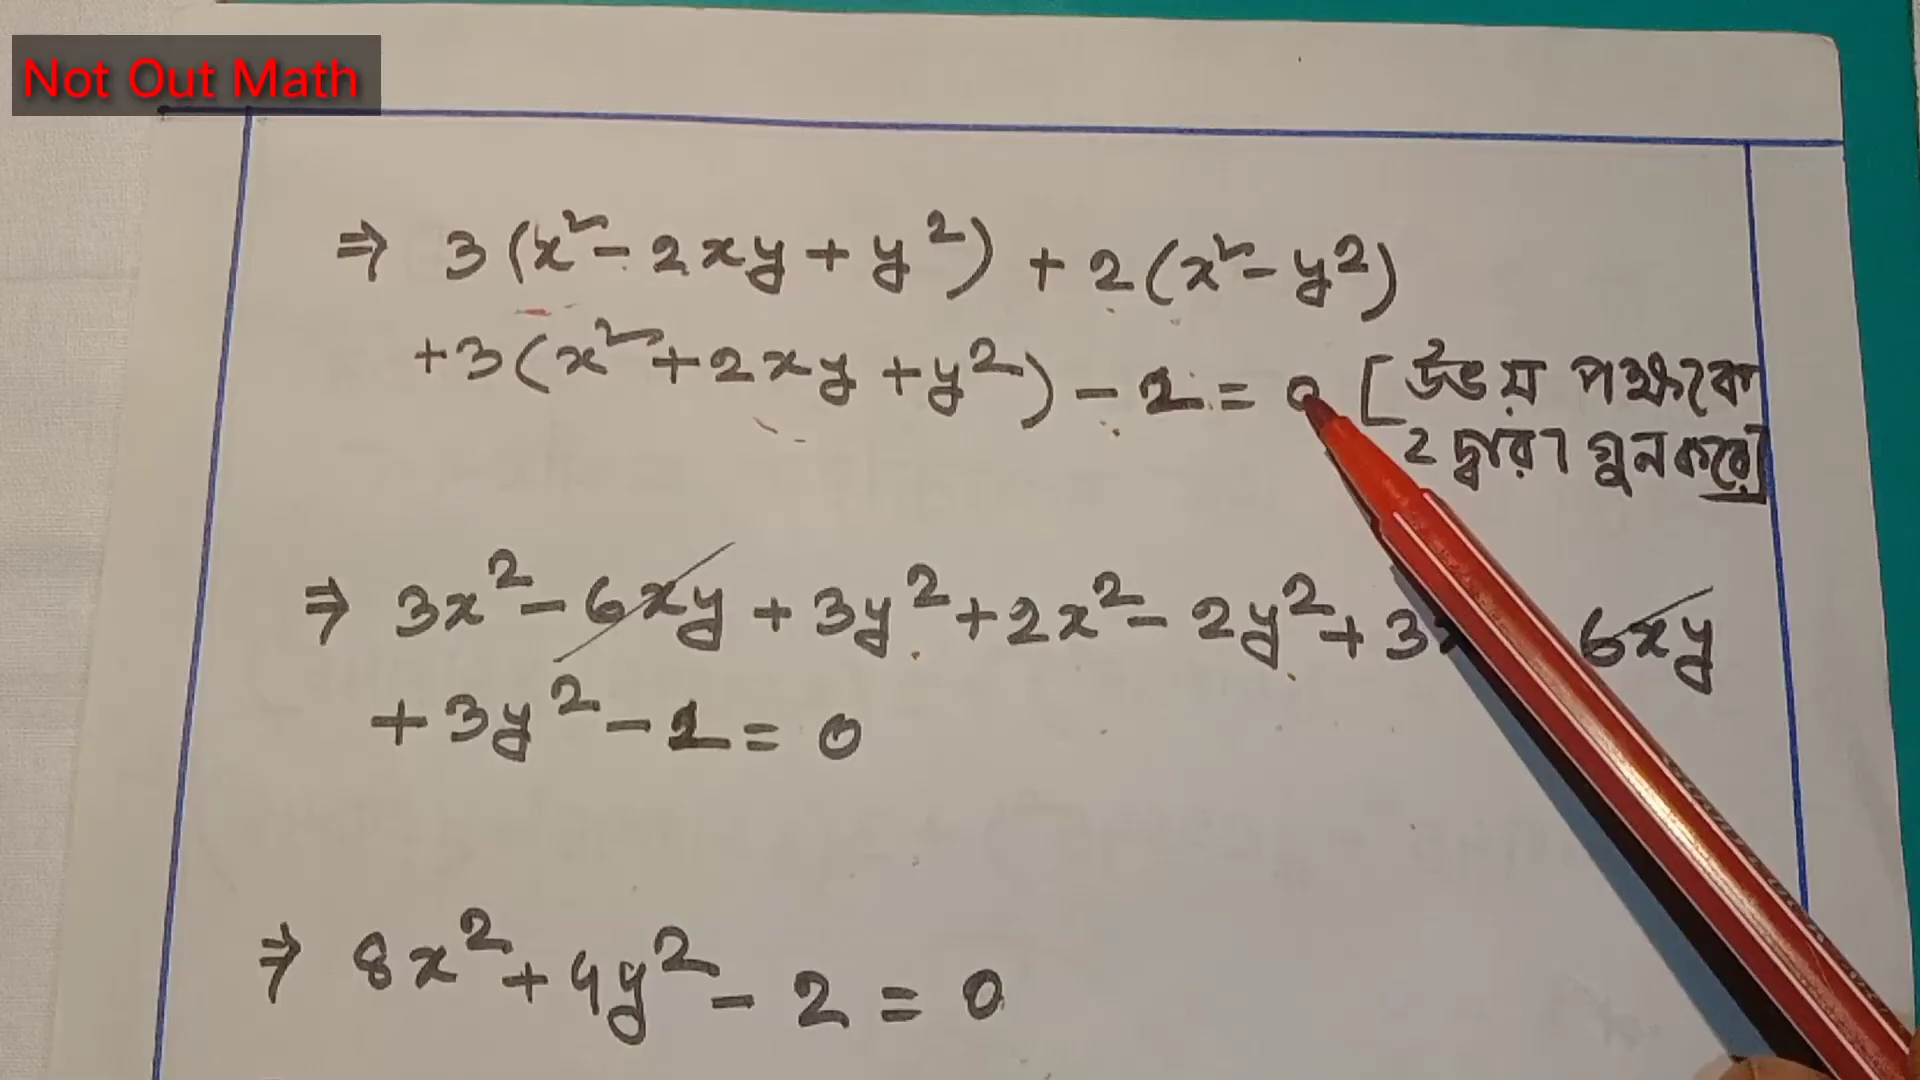 Not Out Math
⇒ 3(x² - 2xy + y²) + 2(x² - y²)
+3(x² + 2xy + y²) - 2 = 0 [উভয় পক্ষকে
2 দ্বারা গুন করে]
⇒ 3x² - 6xy + 3y² + 2x² - 2y² + 3 6xy
+ 3y² - 2 = 0
⇒ 8x² + 4y² - 2 = 0